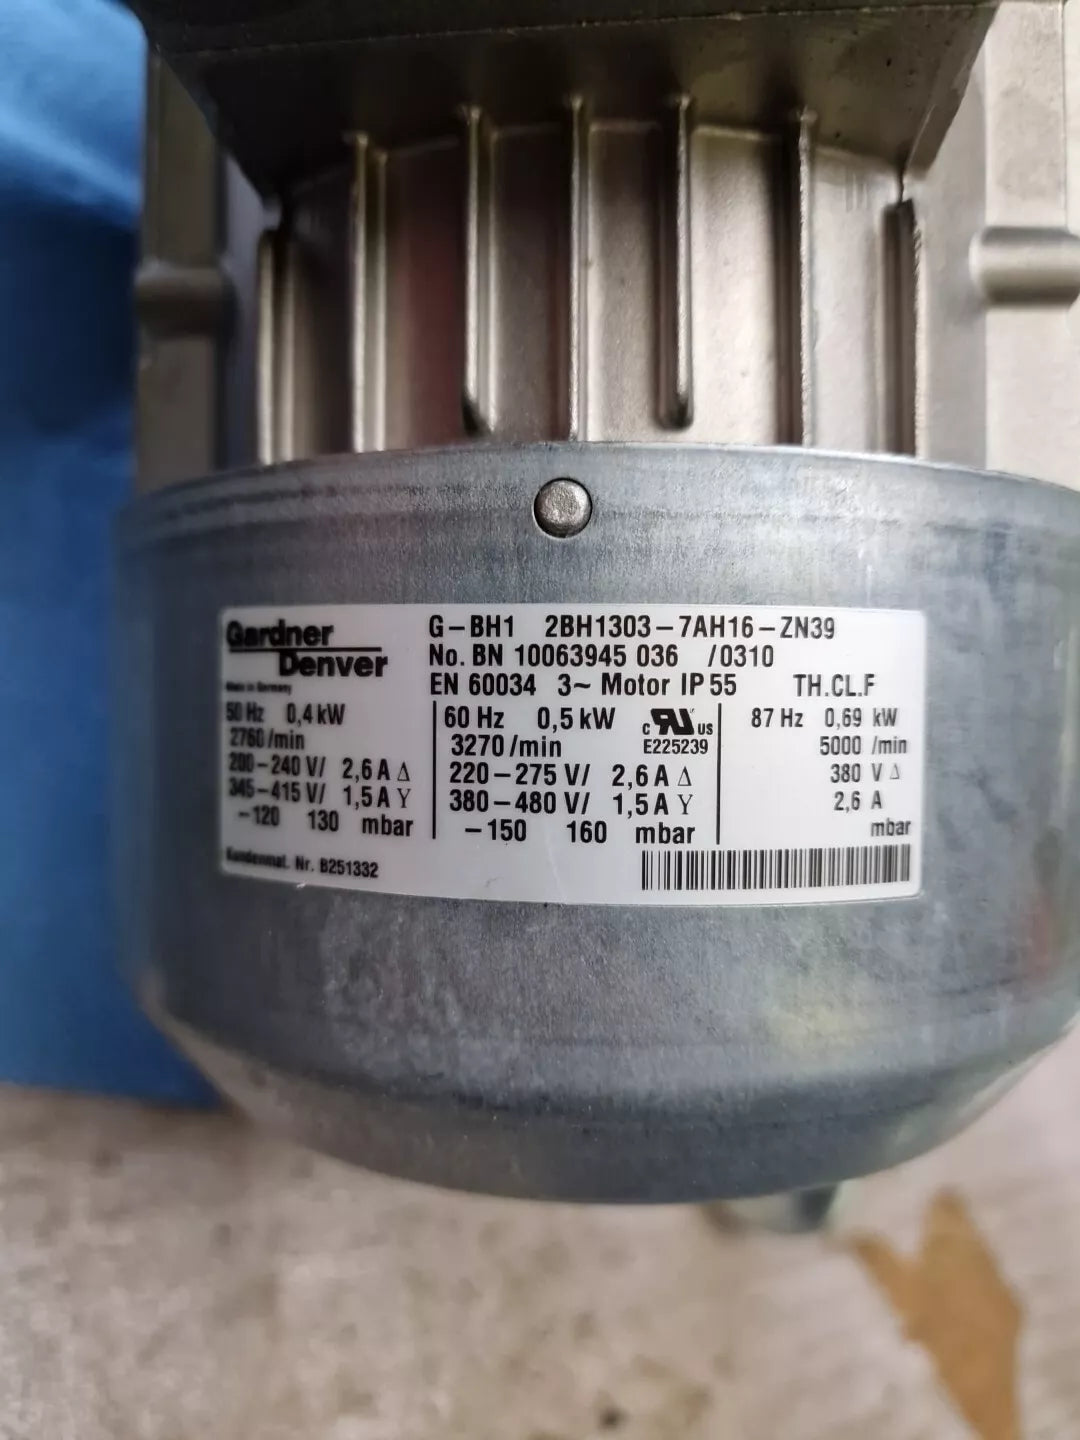 Gardner
Denver
Made in Germany
G-BH1 2BH1303-7AH16-ZN39
No. BN 10063945 036 /0310
EN 60034 3~ Motor IP 55 TH.CL.F
50 Hz 0,4 kW
2760/min
200-240 V/ 2,6 A Δ
345-415 V/ 1,5 A Y
-120 130 mbar
60 Hz 0,5 kW
3270/min
220-275 V/ 2,6 A Δ
380-480 V/ 1,5 A Y
-150 160 mbar
c RU us
E225239
87 Hz 0,69 kW
5000 /min
380 V Δ
2,6 A
mbar
Kundenmat. Nr. B251332